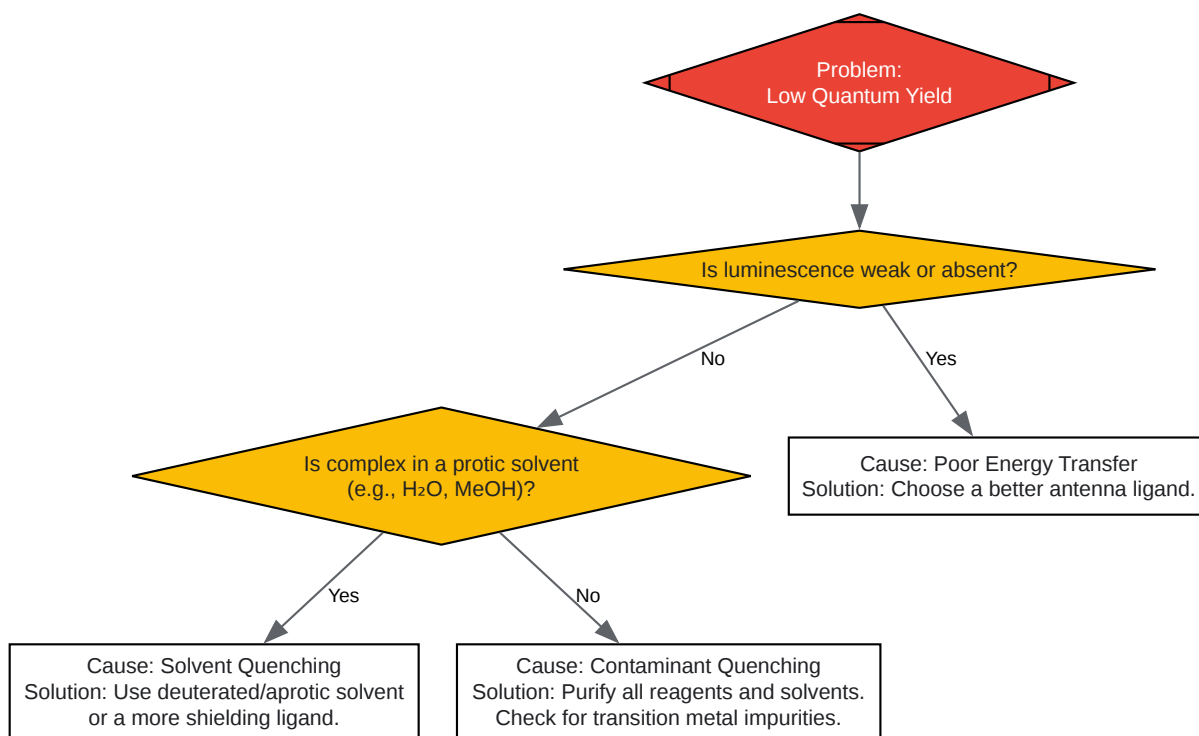 Problem:
Low Quantum Yield
Is luminescence weak or absent?
No
Yes
Is complex in a protic solvent
(e.g., H₂O, MeOH)?
Cause: Poor Energy Transfer
Solution: Choose a better antenna ligand.
Yes
No
Cause: Solvent Quenching
Solution: Use deuterated/aprotic solvent
or a more shielding ligand.
Cause: Contaminant Quenching
Solution: Purify all reagents and solvents.
Check for transition metal impurities.